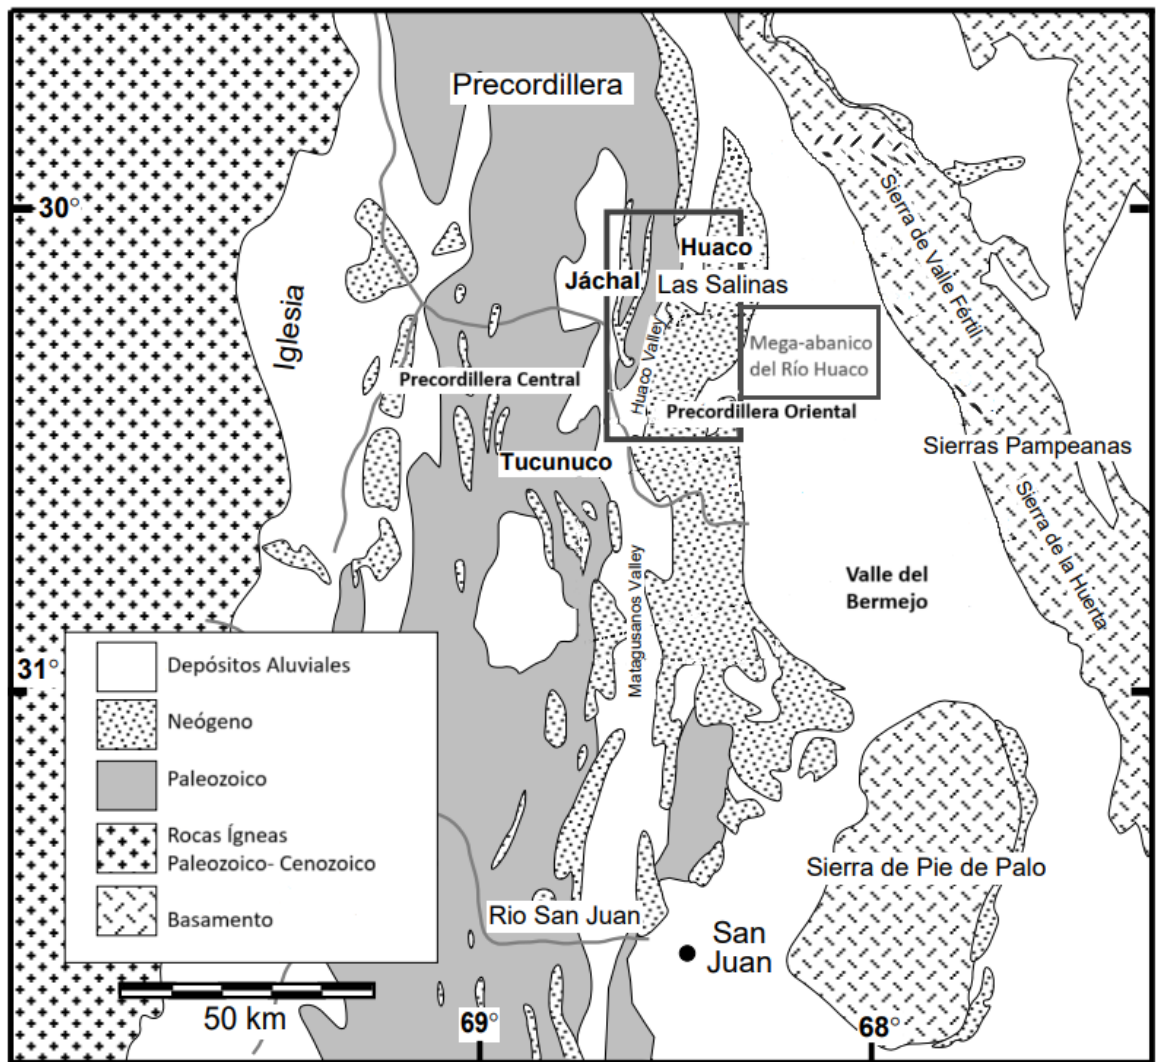 Precordillera
30°
Sierra de Valle Fértil
Huaco
Jáchal
Las Salinas
Iglesia
Huaco Valley
Mega-abanico
del Río Huaco
Precordillera Central
Precordillera Oriental
Sierras Pampeanas
Tucunuco
Sierra de la Huerta
Matagusanos Valley
Valle del
Bermejo
31°
Depósitos Aluviales
Neógeno
Paleozoico
Rocas Ígneas
Paleozoico- Cenozoico
Basamento
Sierra de Pie de Palo
Rio San Juan
San
Juan
50 km
69°
68°